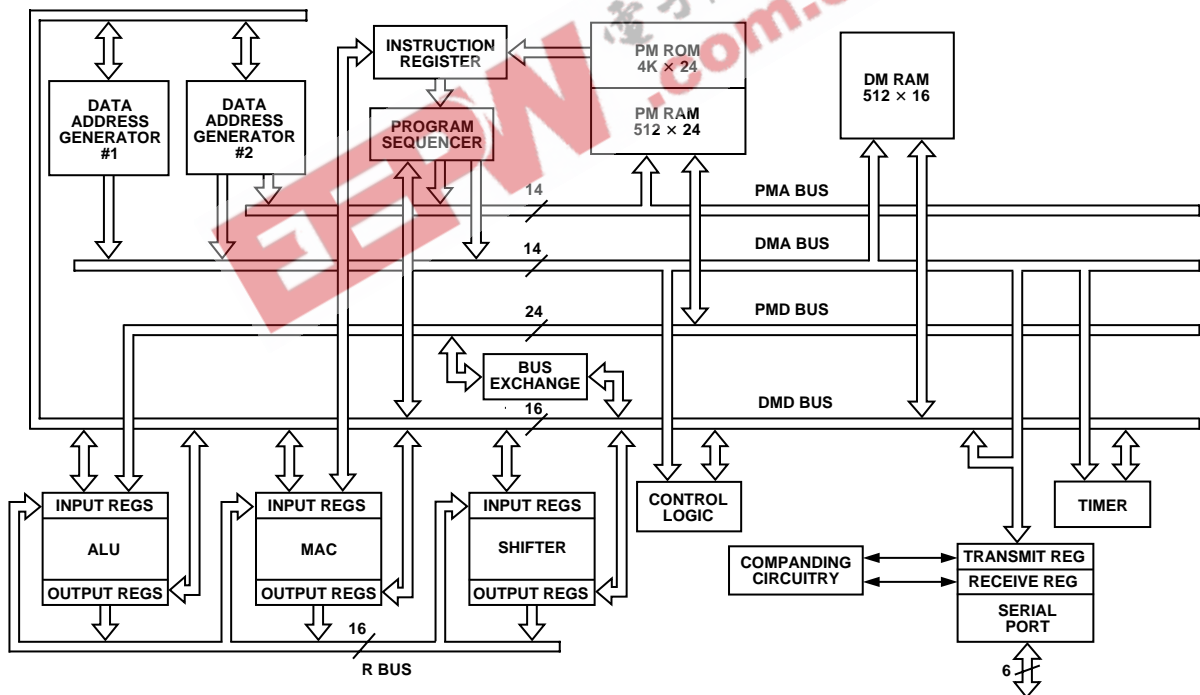 INSTRUCTION
REGISTER
PM ROM
4K × 24
DM RAM
512 × 16
DATA
ADDRESS
GENERATOR
#1
DATA
ADDRESS
GENERATOR
#2
PROGRAM
SEQUENCER
PM RAM
512 × 24
EEPW
.com.c
14
PMA BUS
14
DMA BUS
24
PMD BUS
BUS
EXCHANGE
16
DMD BUS
INPUT REGS
ALU
OUTPUT REGS
INPUT REGS
MAC
OUTPUT REGS
INPUT REGS
SHIFTER
OUTPUT REGS
CONTROL
LOGIC
TIMER
COMPANDING
CIRCUITRY
TRANSMIT REG
RECEIVE REG
SERIAL
PORT
16
R BUS
6